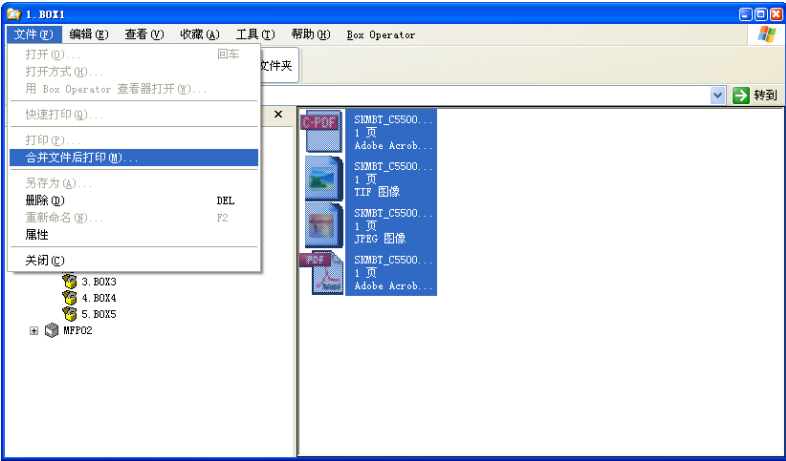 1. BOX1
文件(F) 编辑(E) 查看(V) 收藏(A) 工具(T) 帮助(H) Box Operator
文件夹
转到
打开(O)... 回车
打开方式(H)...
用 Box Operator 查看器打开(W)...
快速打印(Q)...
打印(P)...
合并文件后打印(M)...
另存为(A)...
删除(D) DEL
重新命名(N)... F2
属性
关闭(C)
3. BOX3
4. BOX4
5. BOX5
MFP02
C-PDF
SKMBT_C5500...
1 页
Adobe Acrob...
SKMBT_C5500...
1 页
TIF 图像
SKMBT_C5500...
1 页
JPEG 图像
PDF
SKMBT_C5500...
1 页
Adobe Acrob...